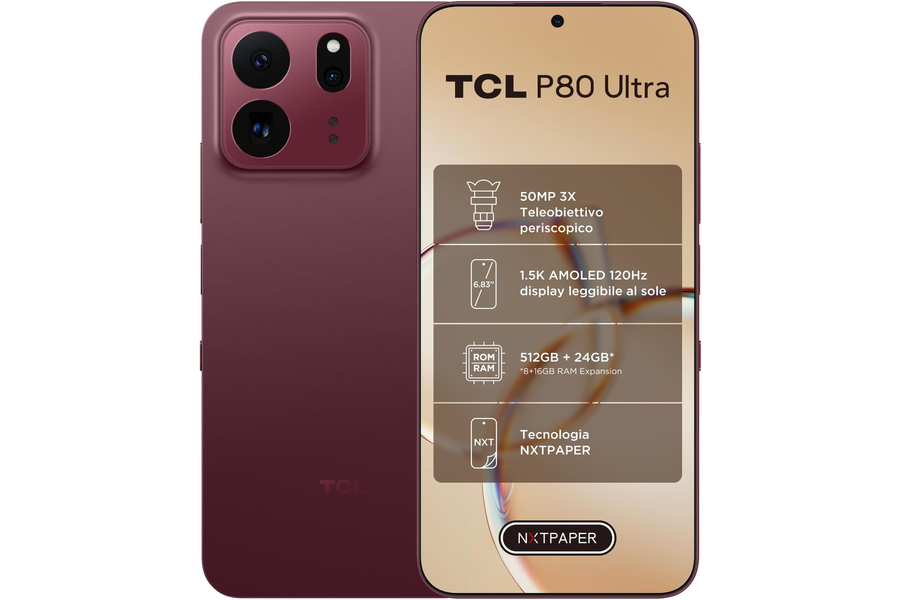 TCL P80 Ultra
50MP 3X
Teleobiettivo
periscopico
6.83"
1.5K AMOLED 120Hz
display leggibile al sole
ROM
RAM
512GB + 24GB*
*8+16GB RAM Expansion
NXT
Tecnologia
NXTPAPER
TCL
NXTPAPER